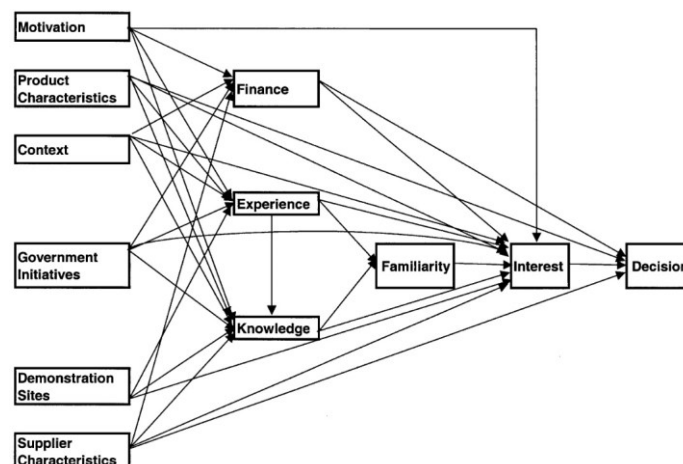 Motivation
Product
Characteristics
Finance
Context
Experience
Government
Initiatives
Familiarity
Interest
Decision
Knowledge
Demonstration
Sites
Supplier
Characteristics